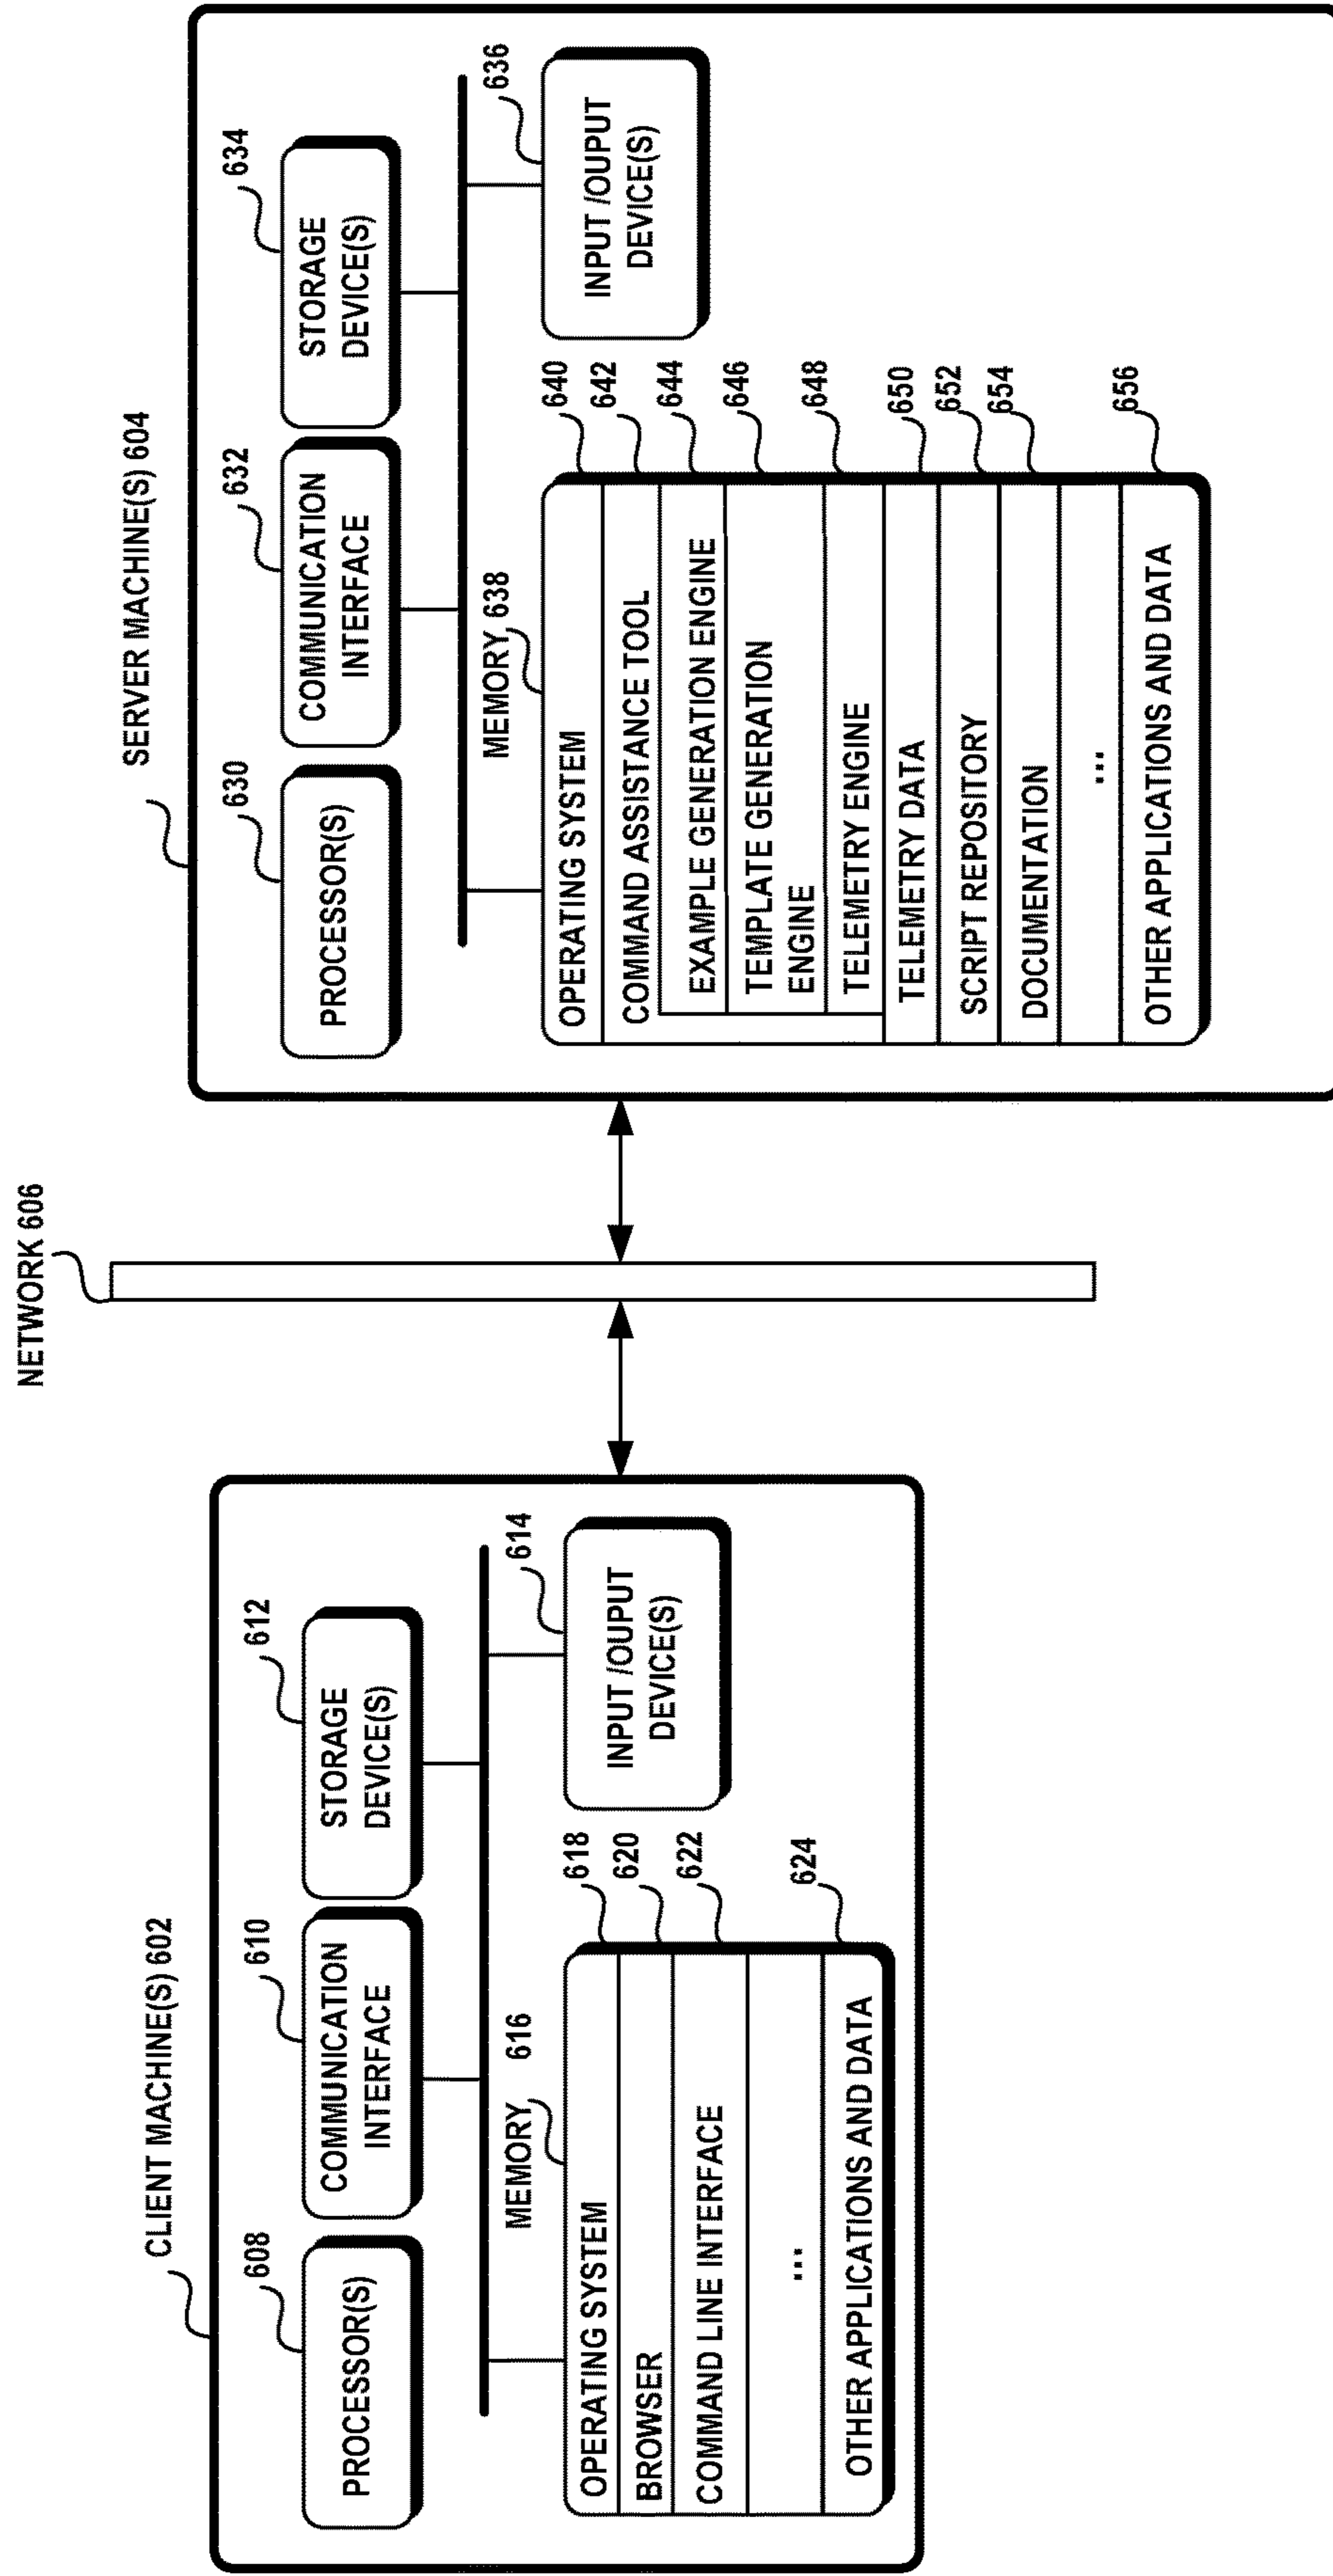 CLIENT MACHINE(S) 602
608
PROCESSOR(S)
610
COMMUNICATION
INTERFACE
612
STORAGE
DEVICE(S)
MEMORY 616
614
INPUT /OUPUT
DEVICE(S)
OPERATING SYSTEM
618
BROWSER
620
COMMAND LINE INTERFACE
622
...
OTHER APPLICATIONS AND DATA
624
NETWORK 606
SERVER MACHINE(S) 604
630
PROCESSOR(S)
632
COMMUNICATION
INTERFACE
634
STORAGE
DEVICE(S)
MEMORY 638
636
INPUT /OUPUT
DEVICE(S)
OPERATING SYSTEM
640
COMMAND ASSISTANCE TOOL
642
EXAMPLE GENERATION ENGINE
644
TEMPLATE GENERATION
ENGINE
646
TELEMETRY ENGINE
648
TELEMETRY DATA
650
SCRIPT REPOSITORY
652
DOCUMENTATION
654
...
OTHER APPLICATIONS AND DATA
656